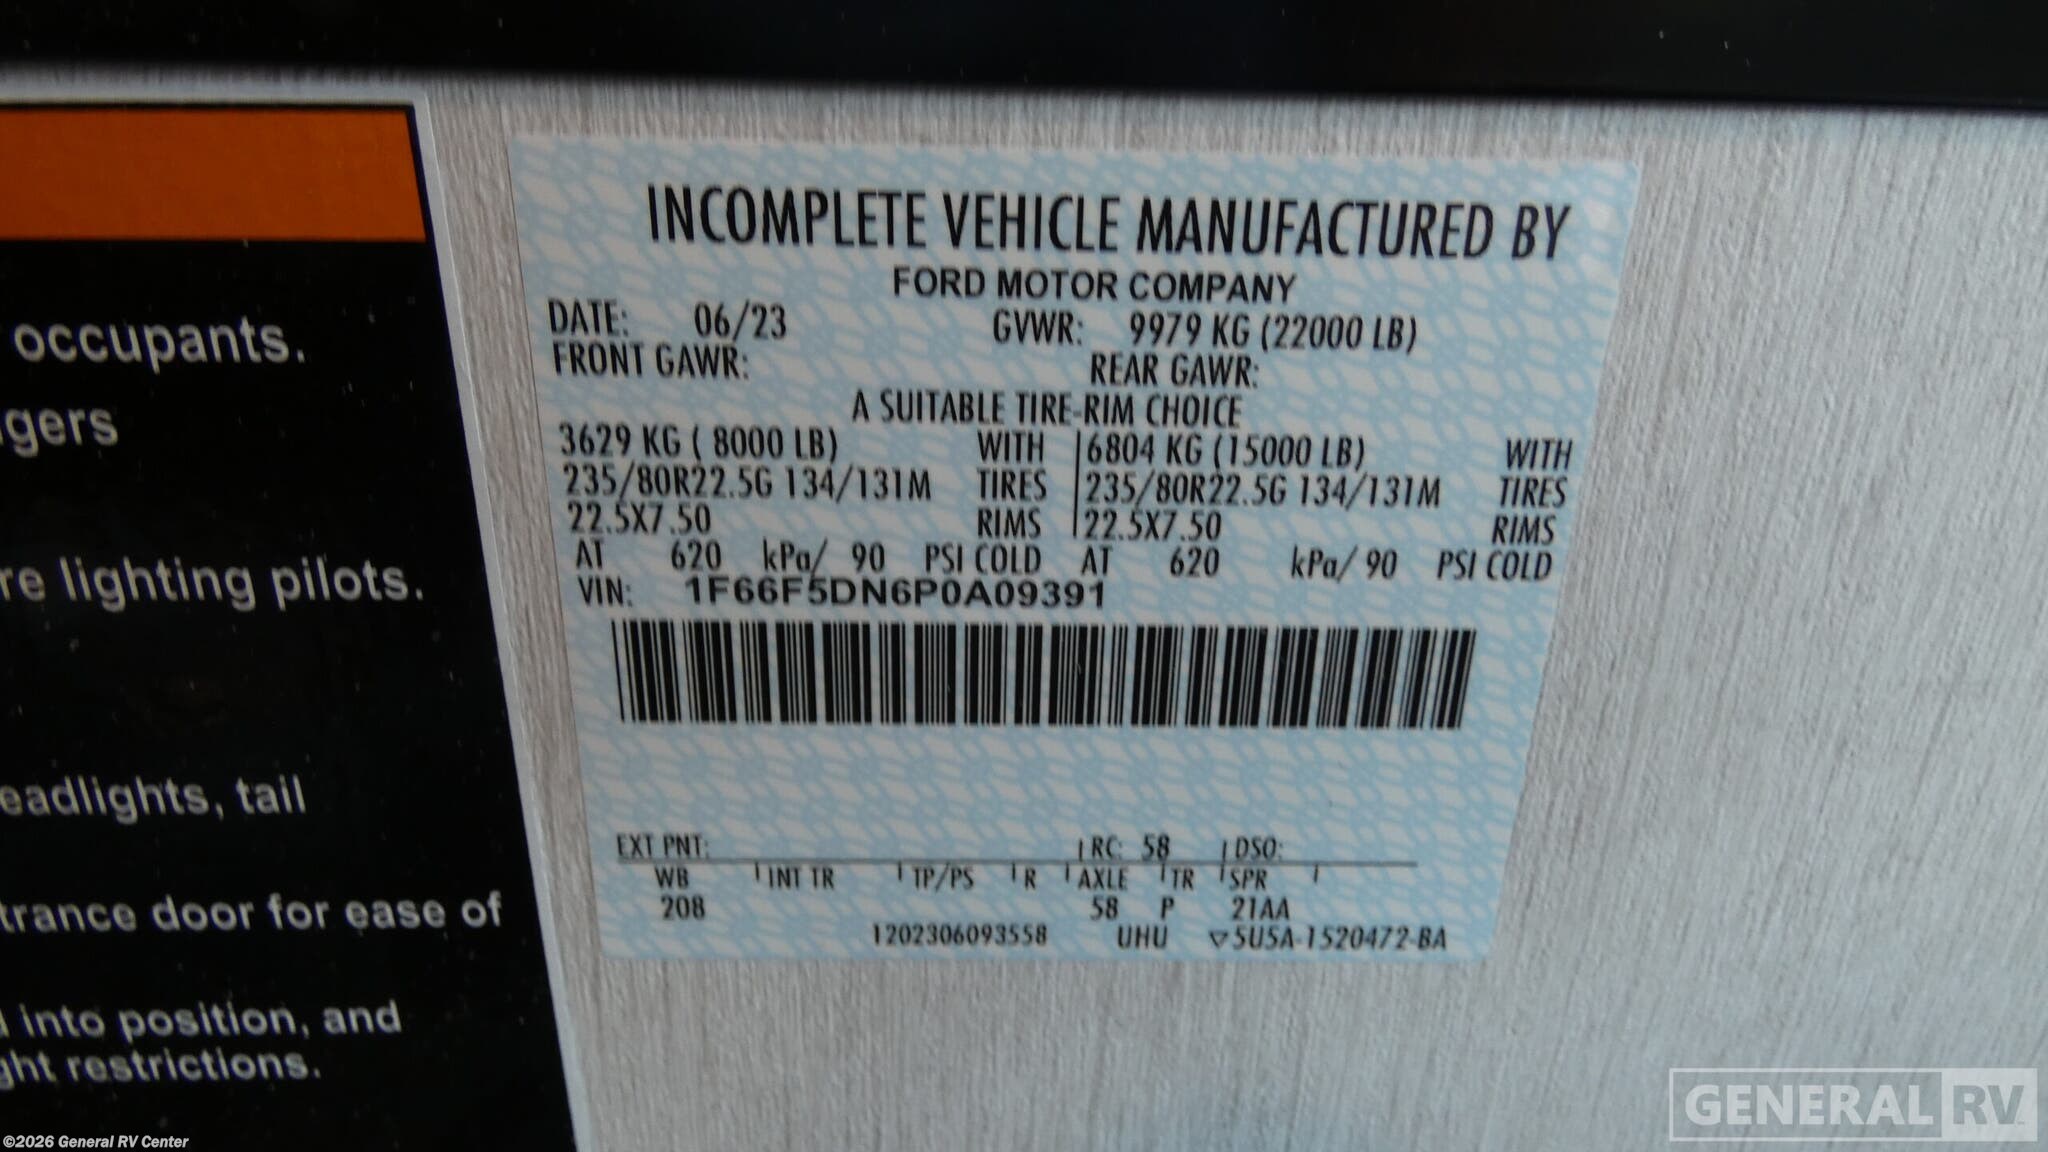 occupants.
gers
re lighting pilots.
eadlights, tail
trance door for ease of
into position, and
ght restrictions.
INCOMPLETE VEHICLE MANUFACTURED BY
FORD MOTOR COMPANY
DATE: 06/23 GVWR: 9979 KG (22000 LB)
FRONT GAWR: REAR GAWR:
A SUITABLE TIRE-RIM CHOICE
3629 KG ( 8000 LB) WITH 6804 KG (15000 LB) WITH
235/80R22.5G 134/131M TIRES 235/80R22.5G 134/131M TIRES
22.5X7.50 RIMS 22.5X7.50 RIMS
AT 620 kPa/ 90 PSI COLD AT 620 kPa/ 90 PSI COLD
VIN: 1F66F5DN6P0A09391
EXT PNT: RC: 58 DSO:
WB INT TR TP/PS R AXLE TR SPR
208 58 P 21AA
1202306093558 UHU ▽5U5A-1520472-BA
GENERAL RV
©2026 General RV Center